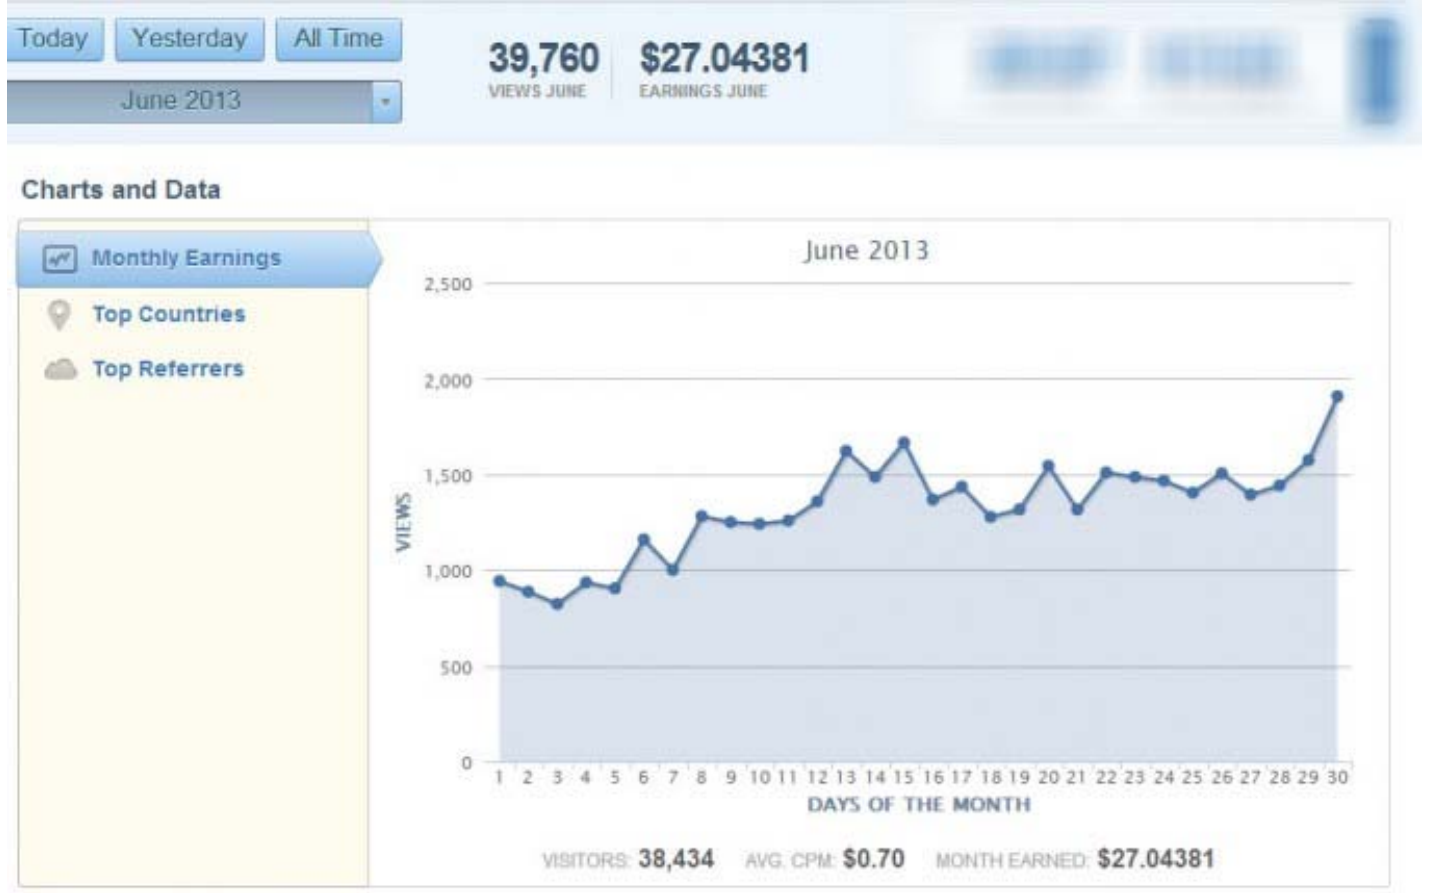 Today Yesterday All Time
June 2013
39,760 $27.04381
VIEWS JUNE EARNINGS JUNE
Charts and Data
Monthly Earnings
Top Countries
Top Referrers
June 2013
2,500
2,000
1,500
1,000
500
0
VIEWS
1 2 3 4 5 6 7 8 9 10 11 12 13 14 15 16 17 18 19 20 21 22 23 24 25 26 27 28 29 30
DAYS OF THE MONTH
VISITORS: 38,434 AVG. CPM: $0.70 MONTH EARNED: $27.04381